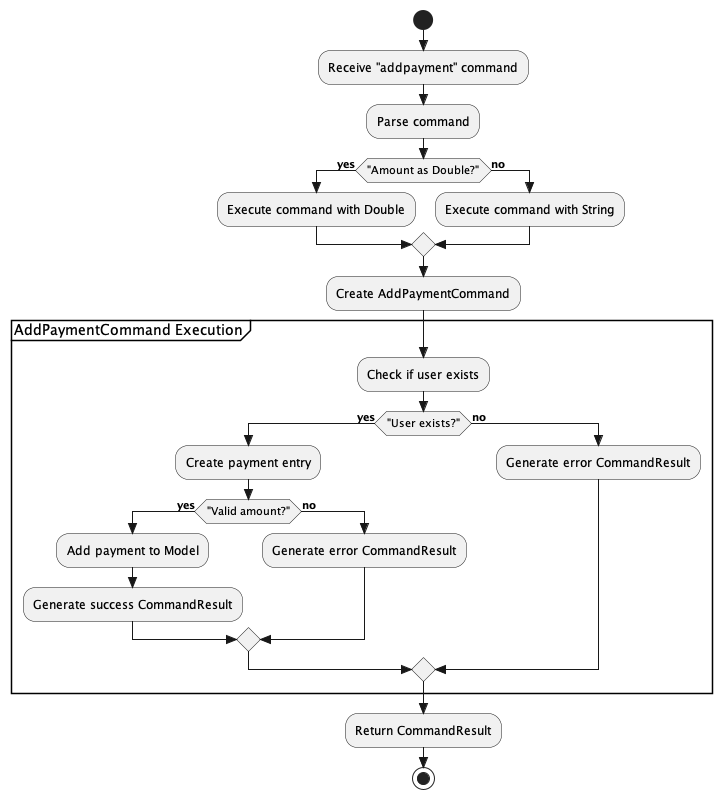 Receive "addpayment" command
Parse command
yes
"Amount as Double?"
no
Execute command with Double
Execute command with String
Create AddPaymentCommand
AddPaymentCommand Execution
Check if user exists
yes
"User exists?"
no
Create payment entry
Generate error CommandResult
yes
"Valid amount?"
no
Add payment to Model
Generate error CommandResult
Generate success CommandResult
Return CommandResult